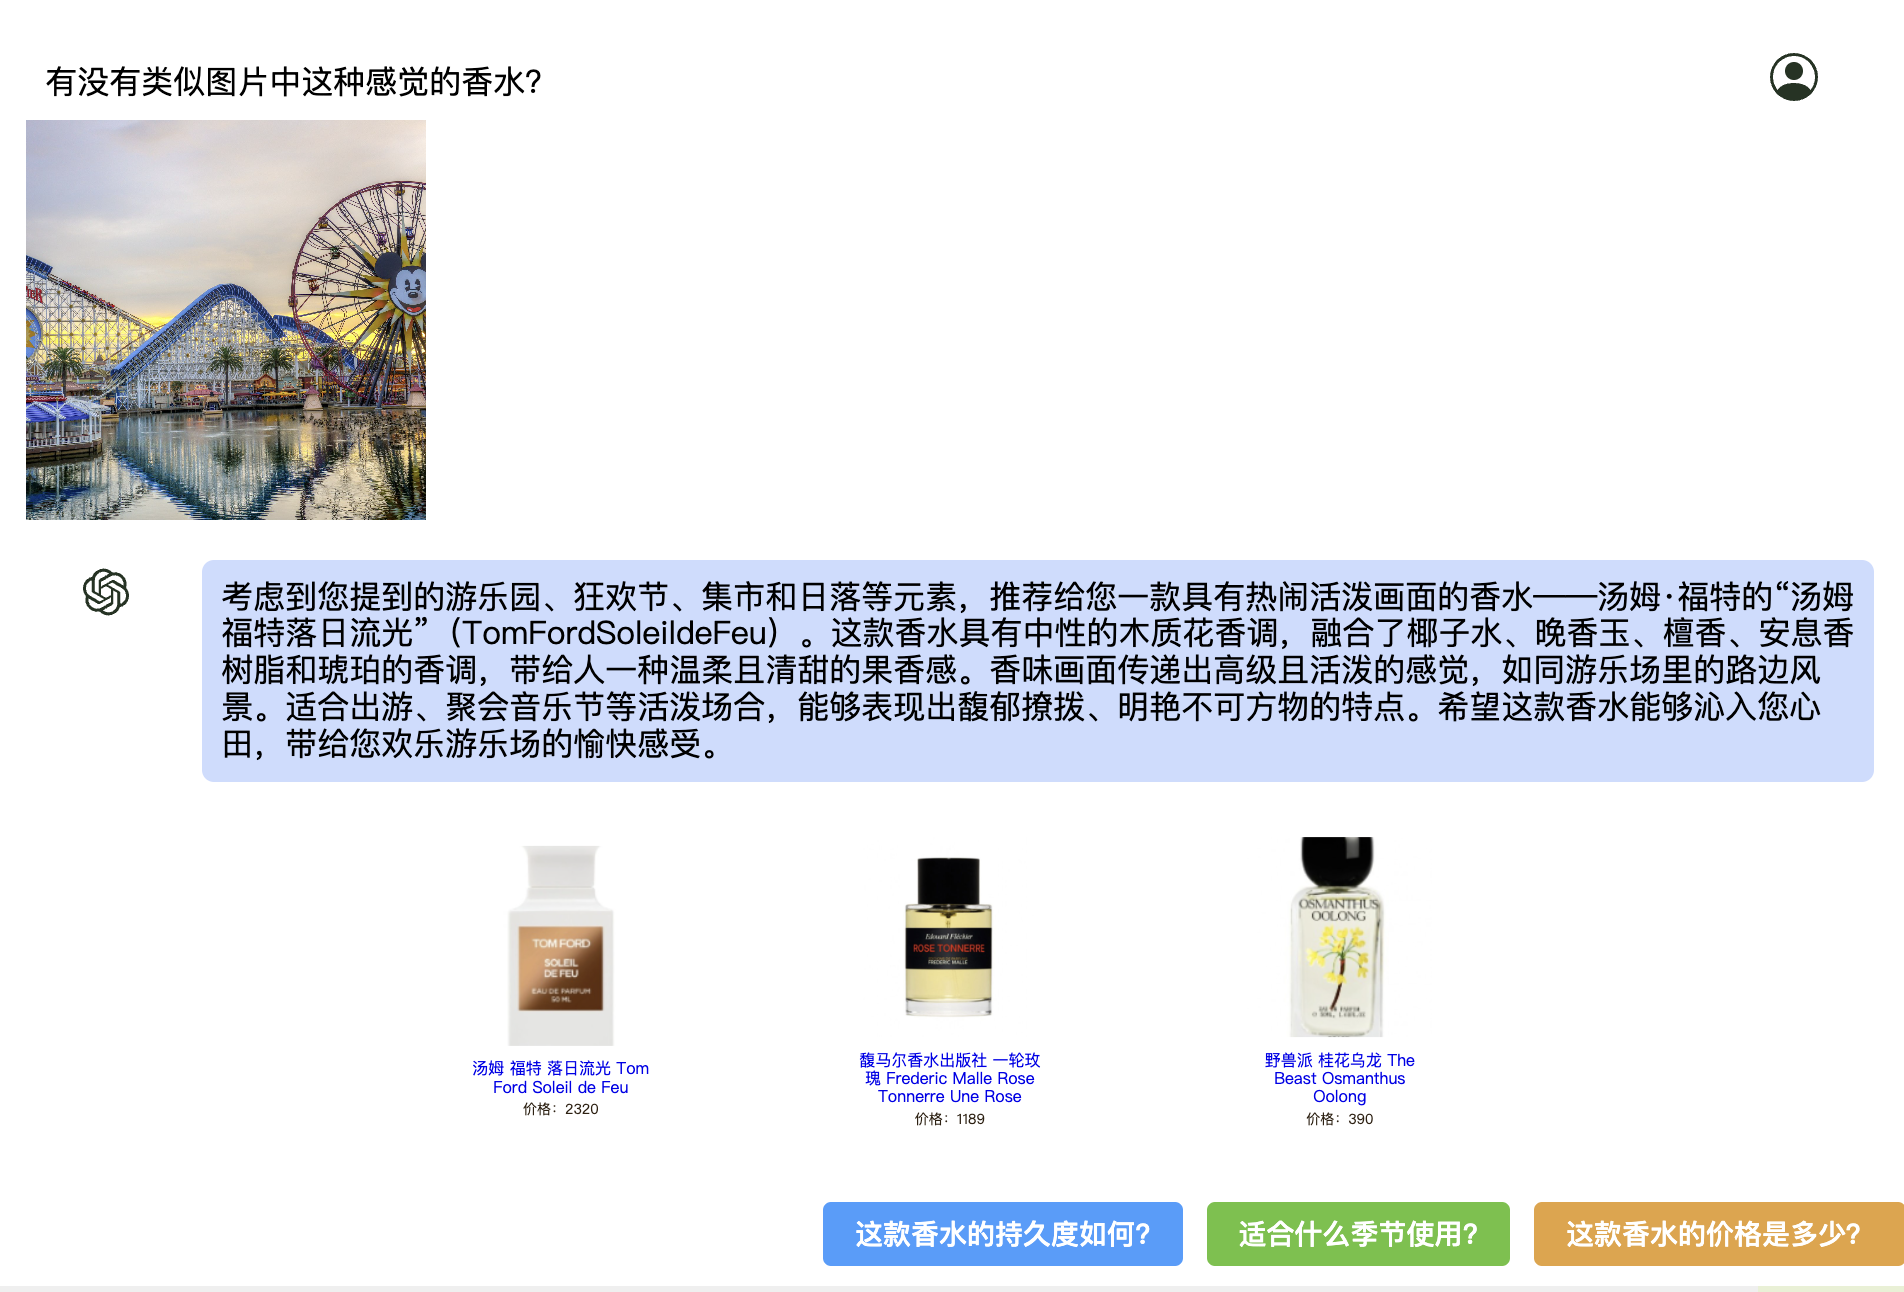 有没有类似图片中这种感觉的香水?
考虑到您提到的游乐园、狂欢节、集市和日落等元素，推荐给您一款具有热闹活泼画面的香水——汤姆·福特的“汤姆
福特落日流光”（TomFordSoleildeFeu）。这款香水具有中性的木质花香调，融合了椰子水、晚香玉、檀香、安息香
树脂和琥珀的香调，带给人一种温柔且清甜的果香感。香味画面传递出高级且活泼的感觉，如同游乐场里的路边风
景。适合出游、聚会音乐节等活泼场合，能够表现出馥郁撩拨、明艳不可方物的特点。希望这款香水能够沁入您心
田，带给您欢乐游乐场的愉快感受。
TOM FORD
SOLEIL
DE FEU
EAU DE PARFUM
50 ML
汤姆 福特 落日流光 Tom
Ford Soleil de Feu
价格：2320
Edouard Fléchier
ROSE TONNERRE
FREDERIC MALLE
馥马尔香水出版社 一轮玫
瑰 Frederic Malle Rose
Tonnerre Une Rose
价格：1189
OSMANTHUS
OOLONG
野兽派 桂花乌龙 The
Beast Osmanthus
Oolong
价格：390
这款香水的持久度如何?
适合什么季节使用?
这款香水的价格是多少?